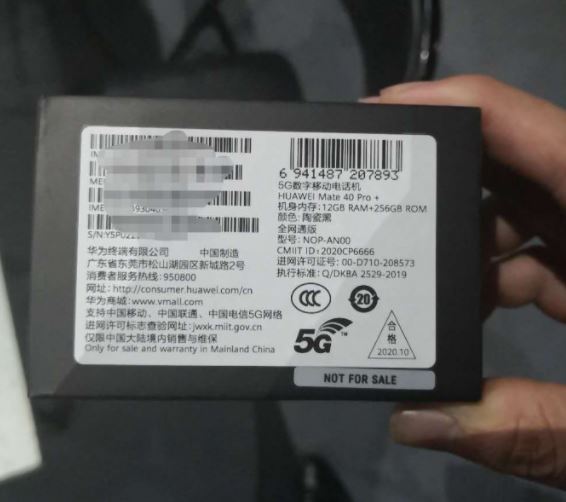 6 941487 207893
5G数字移动电话机
HUAWEI Mate 40 Pro +
机身内存: 12GB RAM+256GB ROM
颜色: 陶瓷黑
全网通版
型号: NOP-AN00
CMIIT ID: 2020CP6666
进网许可证号: 00-D710-208573
执行标准: Q/DKBA 2529-2019
IM
ME
IME
S/N:Y5P022
华为终端有限公司 中国制造
广东省东莞市松山湖园区新城路2号
消费者服务热线: 950800
网址: http://consumer.huawei.com/cn
华为商城: www.vmall.com
支持中国移动、中国联通、中国电信5G网络
进网许可标志查验网址: jwxk.miit.gov.cn
仅限中国大陆境内销售与维保
Only for sale and warranty in Mainland China
CCC
20
5G™
合格
2020.10
NOT FOR SALE